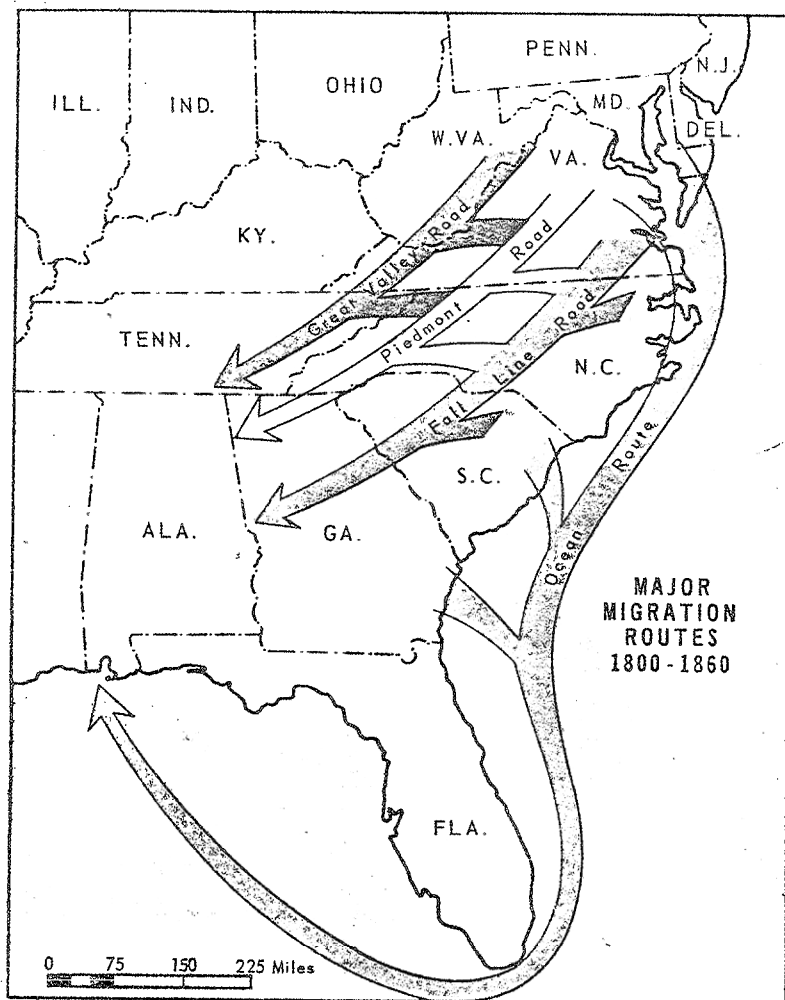 PENN.
N.J.
OHIO
ILL.
IND.
MD.
DEL.
W.VA.
VA.
KY.
Great Valley Road
Piedmont Road
Fall Line Road
TENN.
N.C.
S.C.
Ocean Route
ALA.
GA.
MAJOR
MIGRATION
ROUTES
1800-1860
FLA.
0 75 150 225 Miles